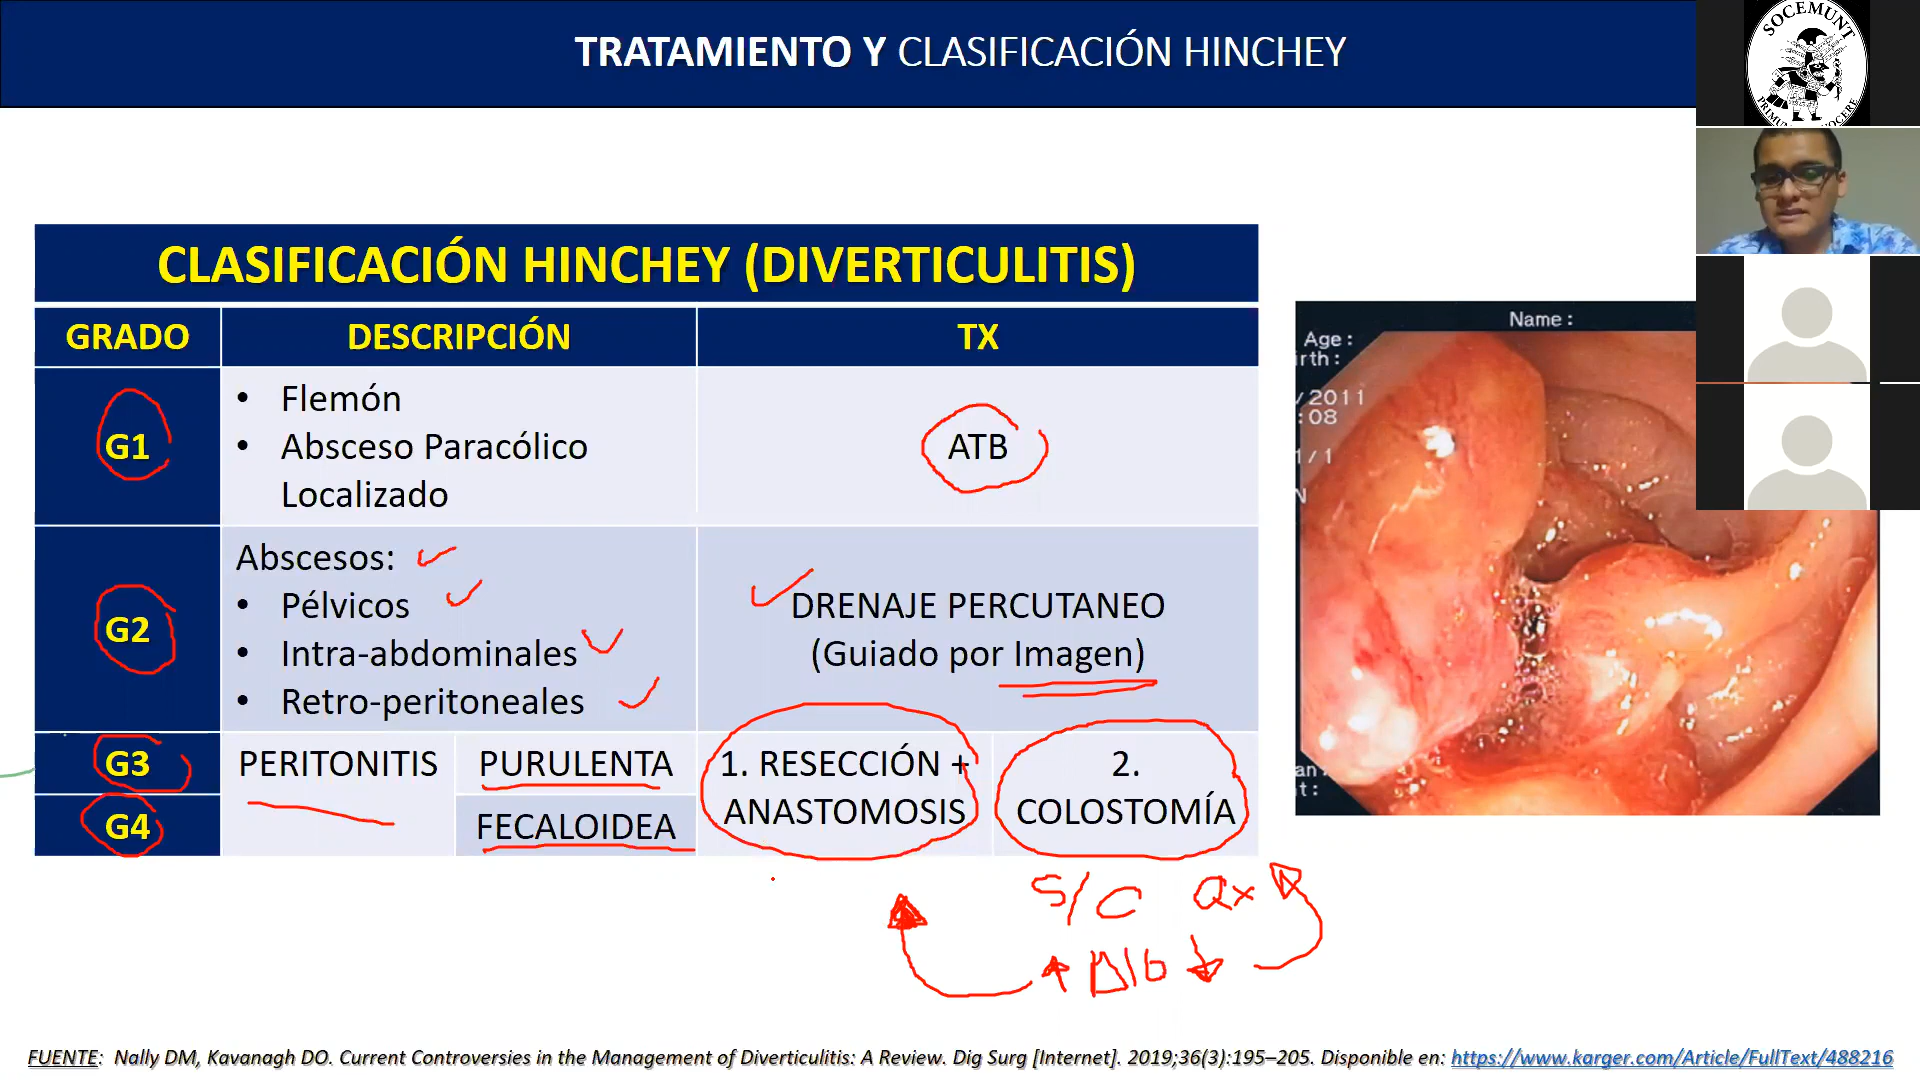 TRATAMIENTO Y CLASIFICACIÓN HINCHEY
SOCEMUNT
CLASIFICACIÓN HINCHEY (DIVERTICULITIS)
GRADO DESCRIPCIÓN TX
G1
• Flemón
• Absceso Paracólico
Localizado
ATB
G2
Abscesos:
• Pélvicos
• Intra-abdominales
• Retro-peritoneales
DRENAJE PERCUTANEO
(Guiado por Imagen)
G3
G4
PERITONITIS
PURULENTA
FECALOIDEA
1. RESECCIÓN +
ANASTOMOSIS
2.
COLOSTOMÍA
S/C Qx
Alb
Name:
Age:
irth:
/2011
:08
1/1
N
an:
t:
FUENTE: Nally DM, Kavanagh DO. Current Controversies in the Management of Diverticulitis: A Review. Dig Surg [Internet]. 2019;36(3):195–205. Disponible en: https://www.karger.com/Article/FullText/488216